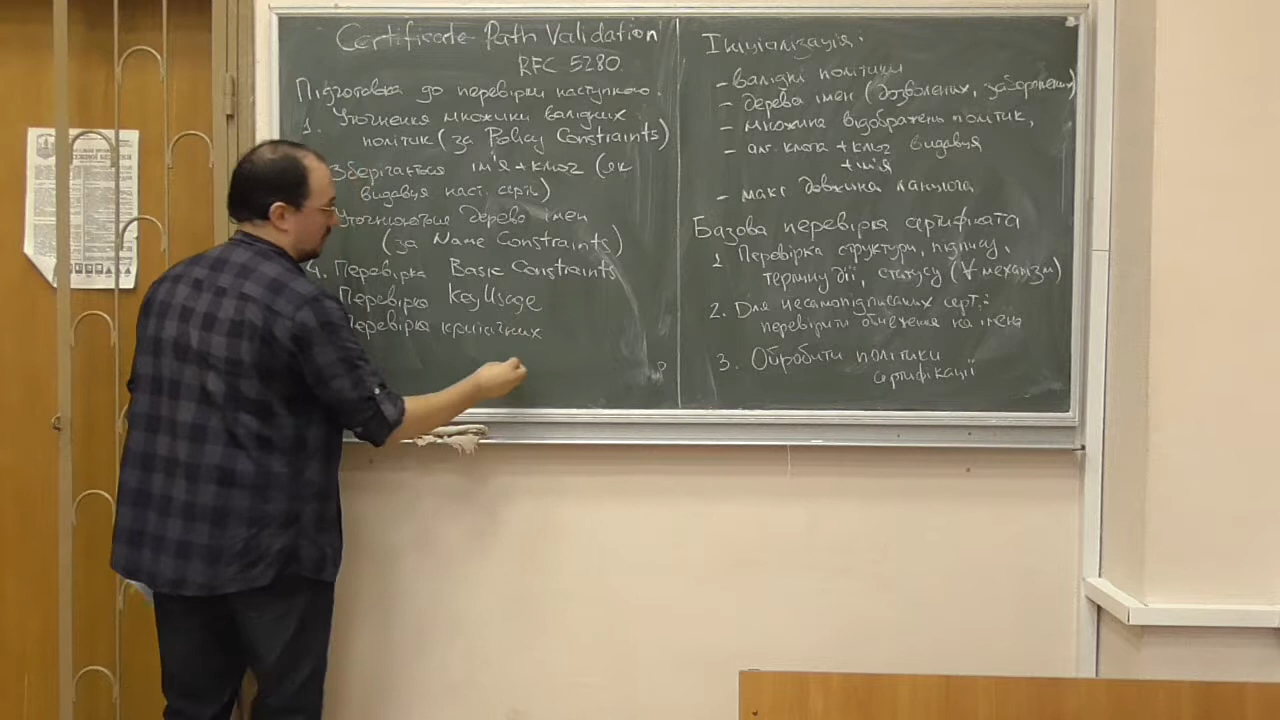 Certificate Path Validation
RFC 5280.
Підготовка до перевірки наступного:
1. Уточнення множини валідних
політик (за Policy Constraints)
Зберігається ім'я + ключ (як
видавця наст. серт.)
Уточнюється дерево імен
(за Name Constraints)
4. Перевірка Basic Constraints
Перевірка KeyUsage
Перевірка критичних
Ініціалізація:
- валідні політики
- дерева імен (дозволених, заборонених)
- множина відображень політик,
- алг. ключа + ключ видавця
+ ім'я
- макс довжина ланцюга
Базова перевірка сертифіката
1 Перевірка структури, підпису,
терміну дії, статусу (∀ механізм)
2. Для несамопідписаних серт.:
перевірити обмеження на імена
3. Обробити політики
сертифікації